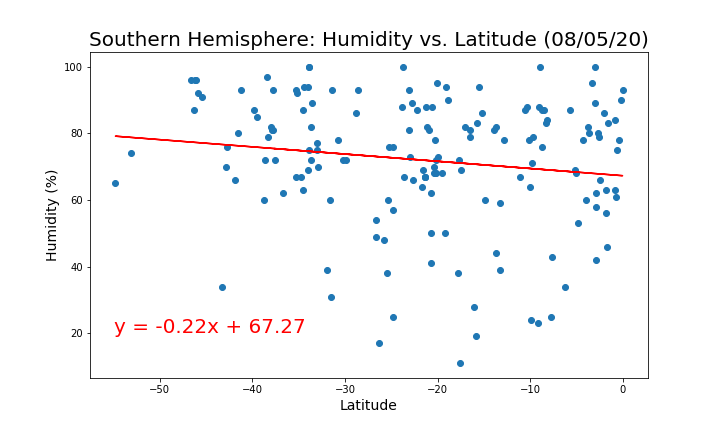 Southern Hemisphere: Humidity vs. Latitude (08/05/20)
100
80
60
40
20
Humidity (%)
y = -0.22x + 67.27
−50
−40
−30
−20
−10
0
Latitude